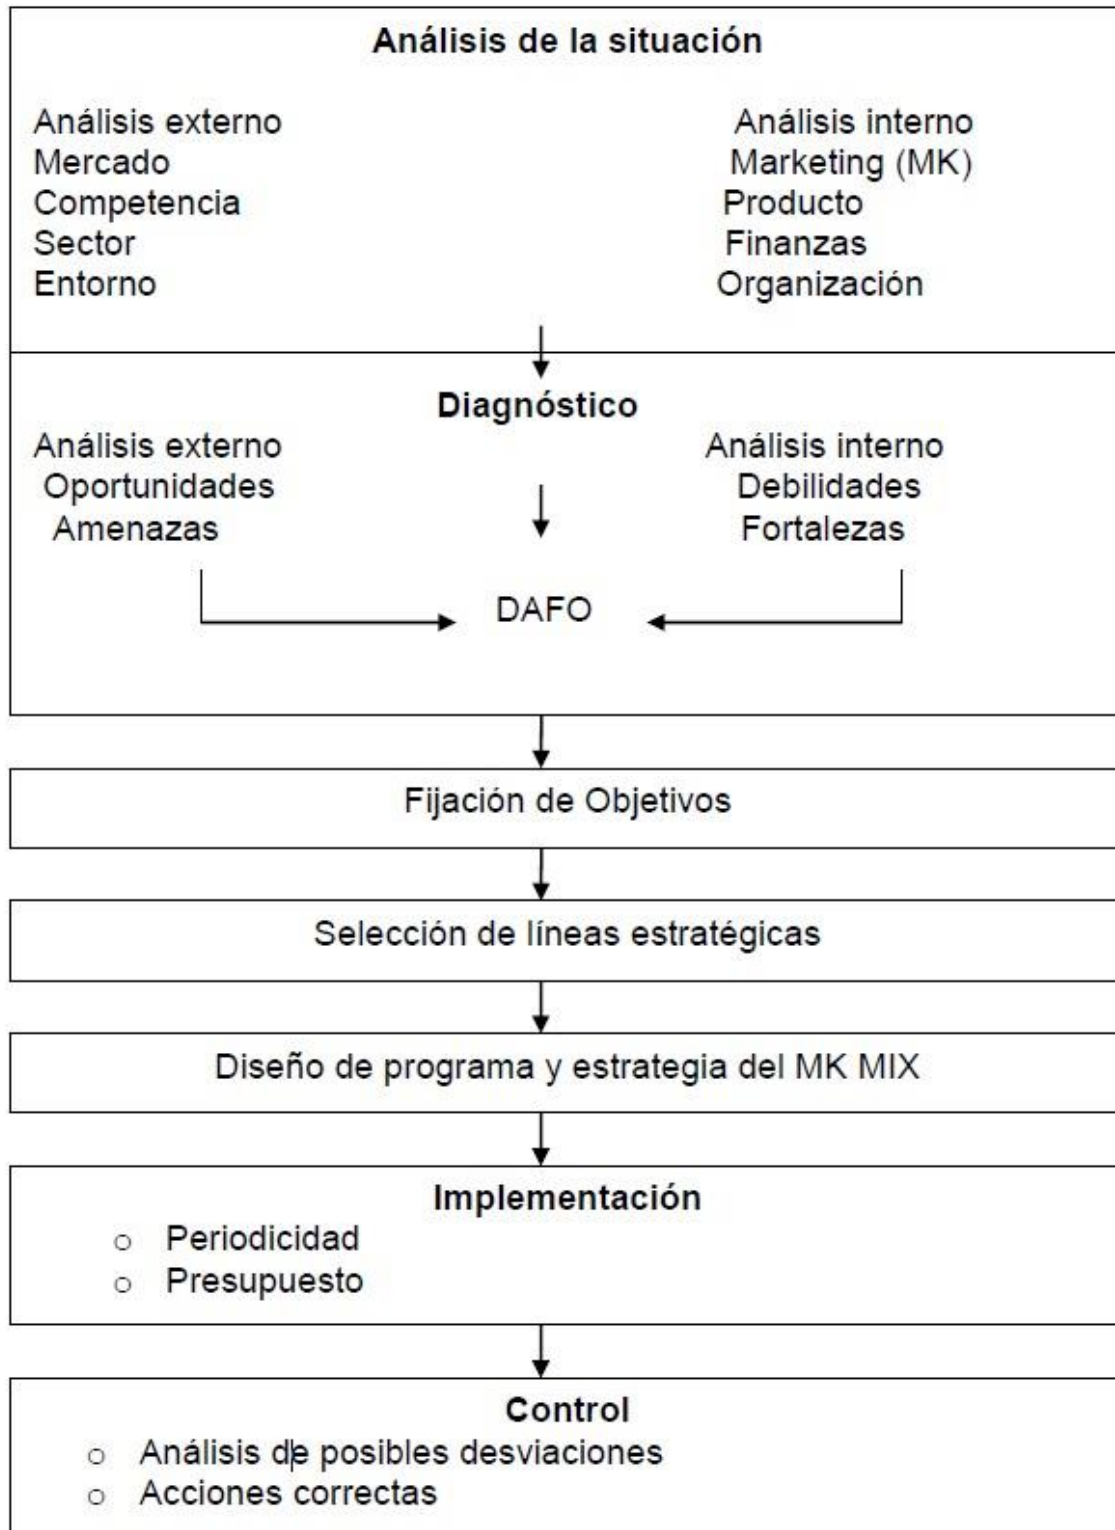 Análisis de la situación
Análisis externo Análisis interno
Mercado Marketing (MK)
Competencia Producto
Sector Finanzas
Entorno Organización
Diagnóstico
Análisis externo Análisis interno
Oportunidades Debilidades
Amenazas Fortalezas
DAFO
Fijación de Objetivos
Selección de líneas estratégicas
Diseño de programa y estrategia del MK MIX
Implementación
o Periodicidad
o Presupuesto
Control
o Análisis de posibles desviaciones
o Acciones correctas